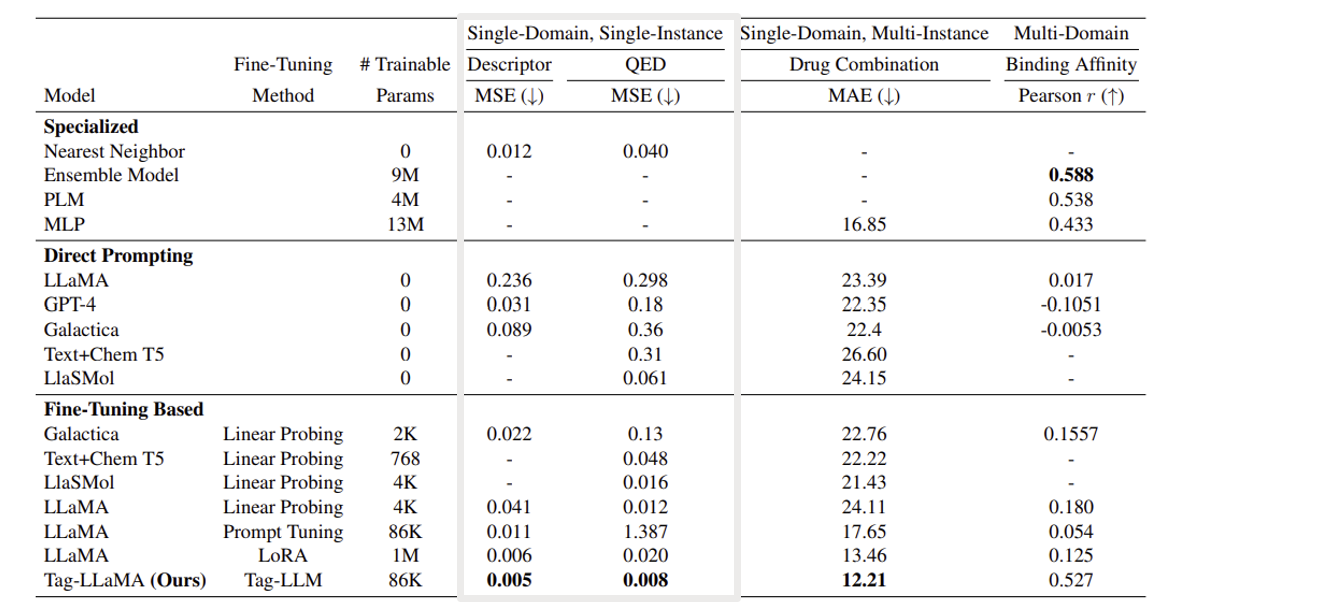 Single-Domain, Single-Instance Single-Domain, Multi-Instance Multi-Domain
Fine-Tuning # Trainable Descriptor QED Drug Combination Binding Affinity
Model Method Params MSE (↓) MSE (↓) MAE (↓) Pearson r (↑)
Specialized
Nearest Neighbor 0 0.012 0.040 - -
Ensemble Model 9M - - - 0.588
PLM 4M - - - 0.538
MLP 13M - - 16.85 0.433
Direct Prompting
LLaMA 0 0.236 0.298 23.39 0.017
GPT-4 0 0.031 0.18 22.35 -0.1051
Galactica 0 0.089 0.36 22.4 -0.0053
Text+Chem T5 0 - 0.31 26.60 -
LlaSMol 0 - 0.061 24.15 -
Fine-Tuning Based
Galactica Linear Probing 2K 0.022 0.13 22.76 0.1557
Text+Chem T5 Linear Probing 768 - 0.048 22.22 -
LlaSMol Linear Probing 4K - 0.016 21.43 -
LLaMA Linear Probing 4K 0.041 0.012 24.11 0.180
LLaMA Prompt Tuning 86K 0.011 1.387 17.65 0.054
LLaMA LoRA 1M 0.006 0.020 13.46 0.125
Tag-LLaMA (Ours) Tag-LLM 86K 0.005 0.008 12.21 0.527